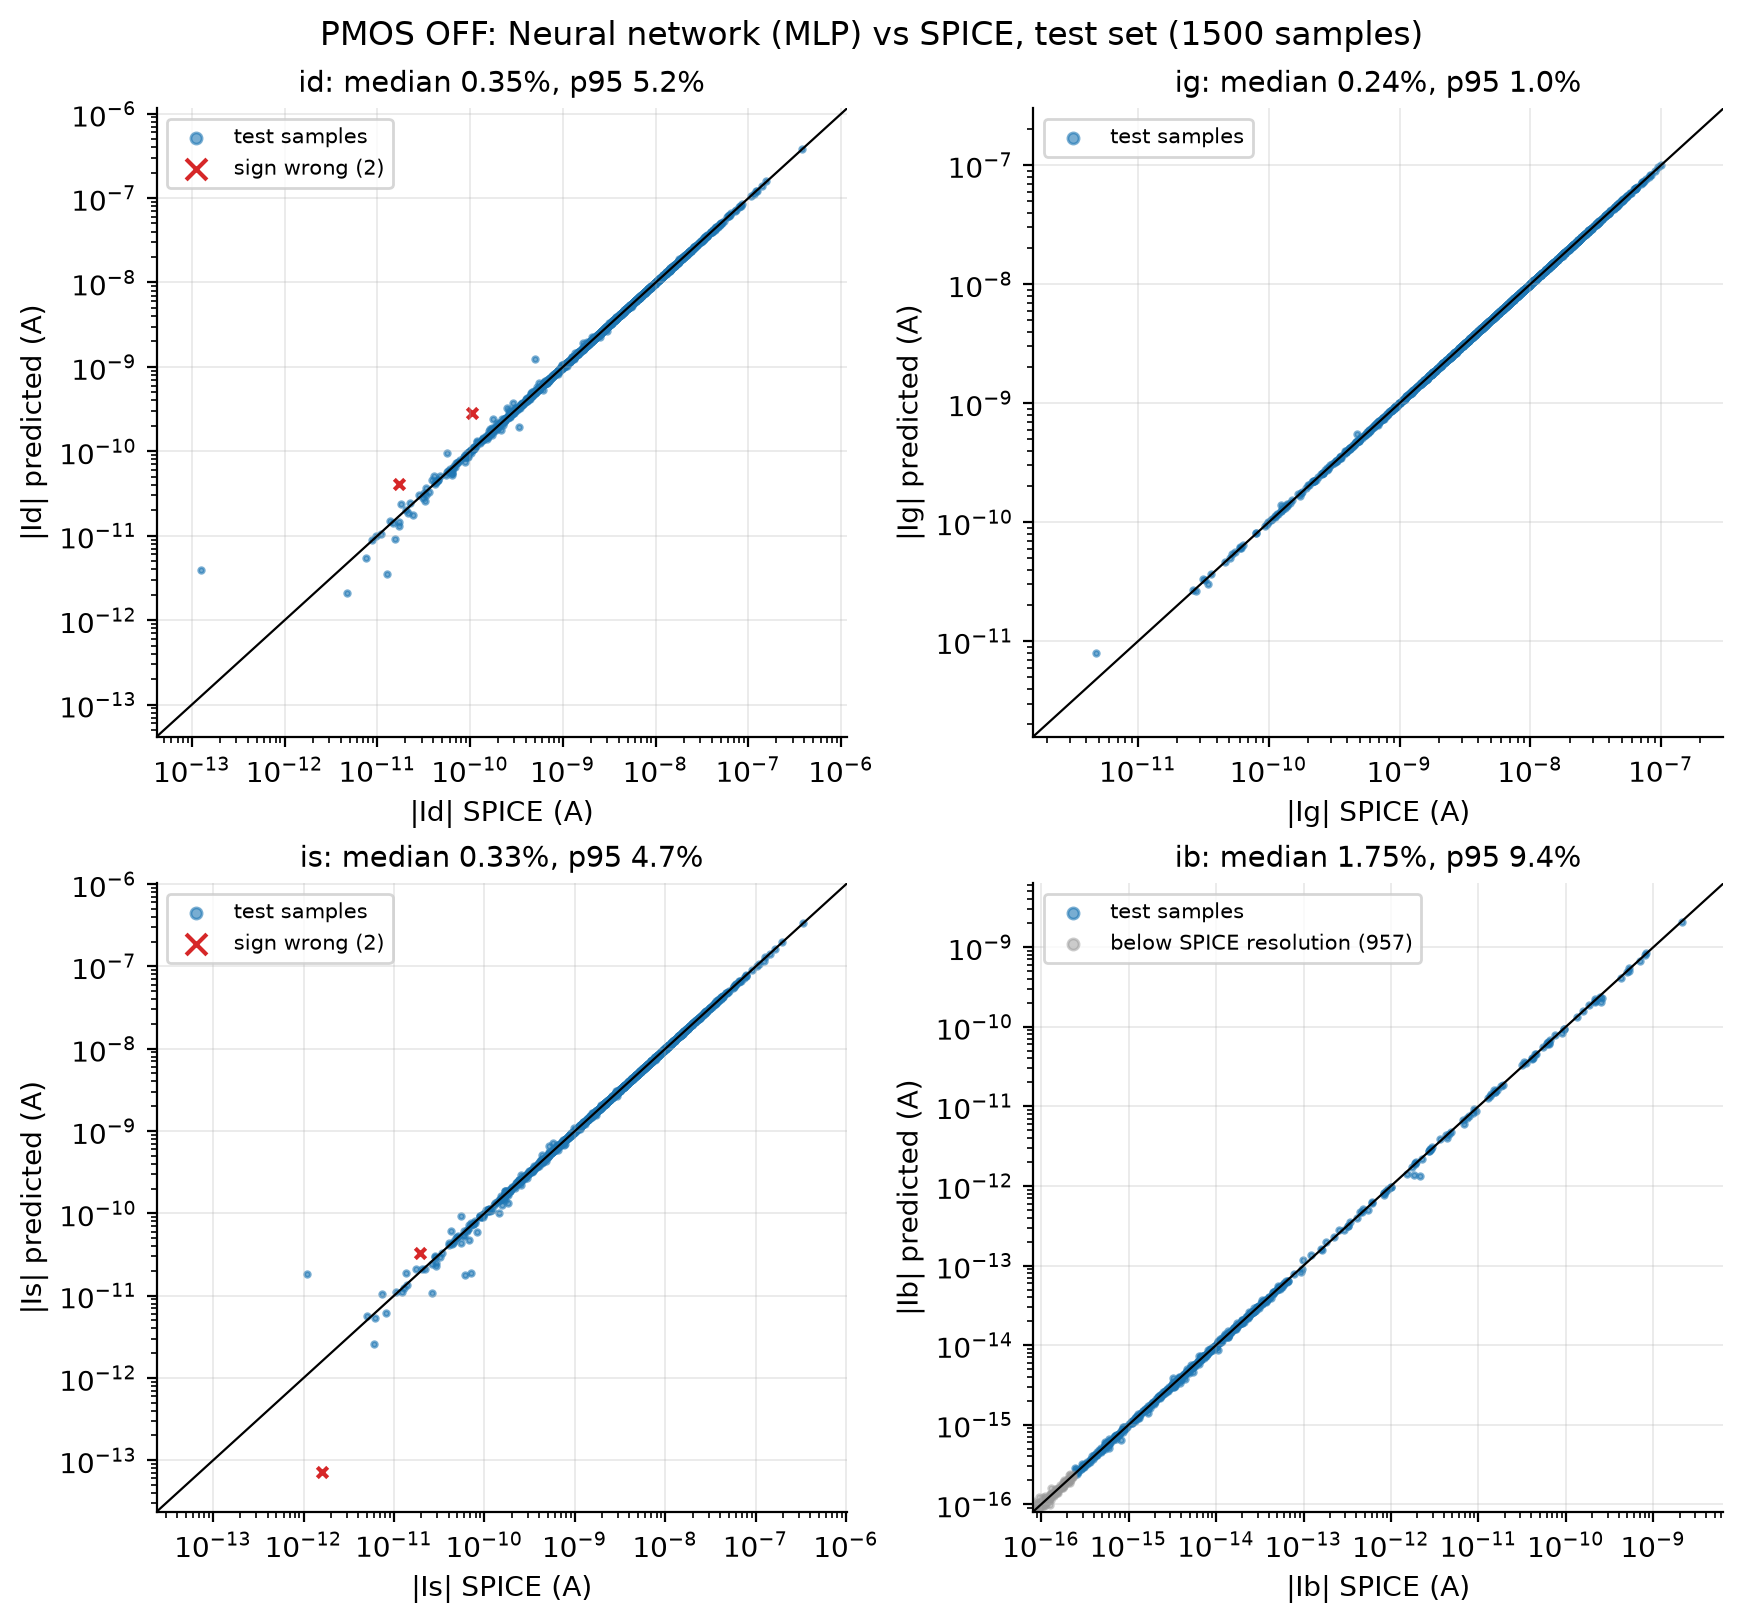 PMOS OFF: Neural network (MLP) vs SPICE, test set (1500 samples)
id: median 0.35%, p95 5.2%
test samples
sign wrong (2)
10⁻⁶
10⁻⁷
10⁻⁸
10⁻⁹
10⁻¹⁰
10⁻¹¹
10⁻¹²
10⁻¹³
|Id| predicted (A)
10⁻¹³ 10⁻¹² 10⁻¹¹ 10⁻¹⁰ 10⁻⁹ 10⁻⁸ 10⁻⁷ 10⁻⁶
|Id| SPICE (A)
ig: median 0.24%, p95 1.0%
test samples
10⁻⁷
10⁻⁸
10⁻⁹
10⁻¹⁰
10⁻¹¹
|Ig| predicted (A)
10⁻¹¹ 10⁻¹⁰ 10⁻⁹ 10⁻⁸ 10⁻⁷
|Ig| SPICE (A)
is: median 0.33%, p95 4.7%
test samples
sign wrong (2)
10⁻⁶
10⁻⁷
10⁻⁸
10⁻⁹
10⁻¹⁰
10⁻¹¹
10⁻¹²
10⁻¹³
|Is| predicted (A)
10⁻¹³ 10⁻¹² 10⁻¹¹ 10⁻¹⁰ 10⁻⁹ 10⁻⁸ 10⁻⁷ 10⁻⁶
|Is| SPICE (A)
ib: median 1.75%, p95 9.4%
test samples
below SPICE resolution (957)
10⁻⁹
10⁻¹⁰
10⁻¹¹
10⁻¹²
10⁻¹³
10⁻¹⁴
10⁻¹⁵
10⁻¹⁶
|Ib| predicted (A)
10⁻¹⁶ 10⁻¹⁵ 10⁻¹⁴ 10⁻¹³ 10⁻¹² 10⁻¹¹ 10⁻¹⁰ 10⁻⁹
|Ib| SPICE (A)